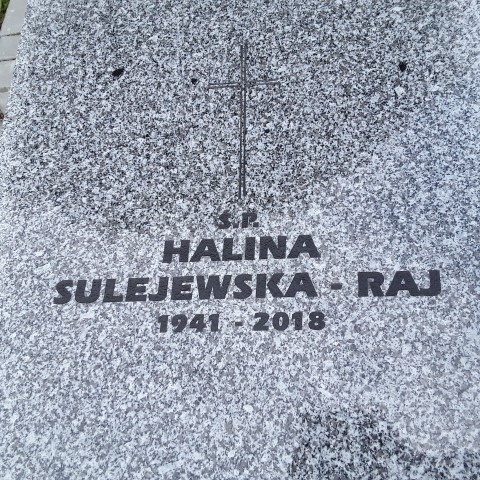 Ś.P.
HALINA
SULEJEWSKA - RAJ
1941 - 2018